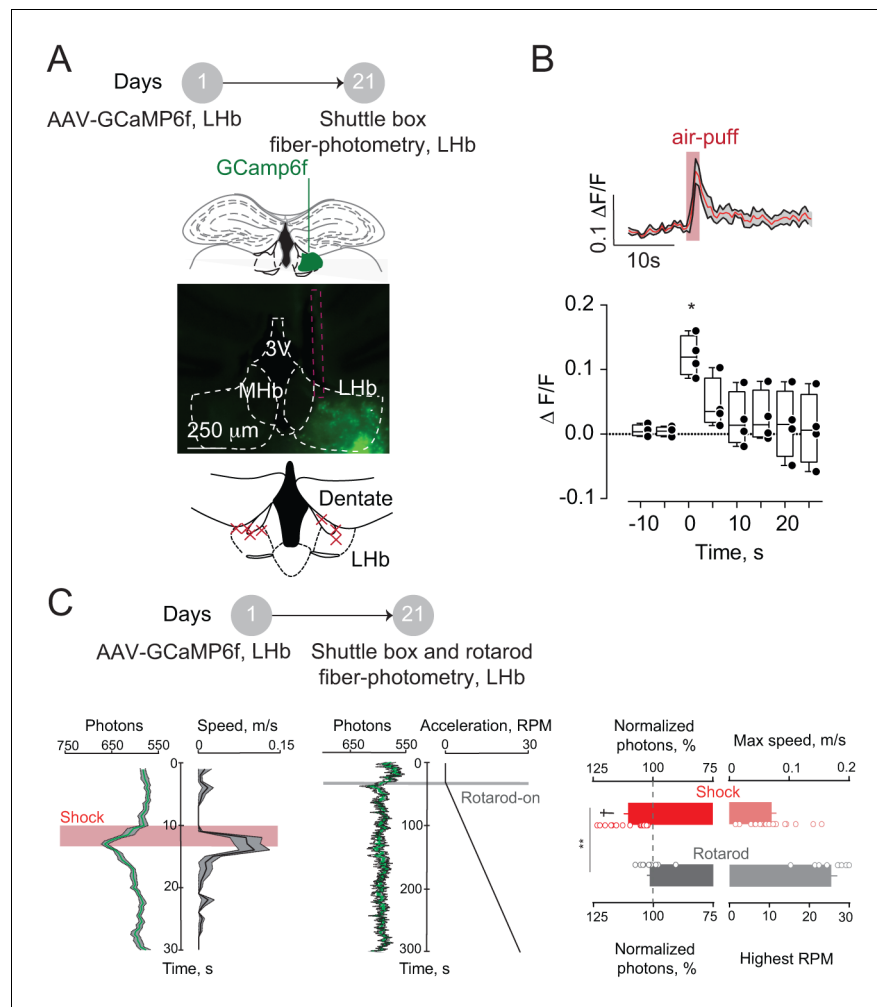 A
Days 1 21
AAV-GCaMP6f, LHb
Shuttle box
fiber-photometry, LHb
GCamp6f
3V
MHb
LHb
250 μm
Dentate
LHb
B
air-puff
0.1 ΔF/F
10s
0.2
0.1
0.0
-0.1
Δ F/F
*
-10 0 10 20
Time, s
C
Days 1 21
AAV-GCaMP6f, LHb
Shuttle box and rotarod
fiber-photometry, LHb
Photons
750 650 550
Speed, m/s
0 0.15
Shock
0
10
20
30
Time, s
Photons
650 550
Acceleration, RPM
0 30
Rotarod-on
0
100
200
300
Time, s
Normalized
photons, %
125 100 75
Max speed, m/s
0 0.1 0.2
Shock
**
Rotarod
125 100 75
Normalized
photons, %
0 10 20 30
Highest RPM